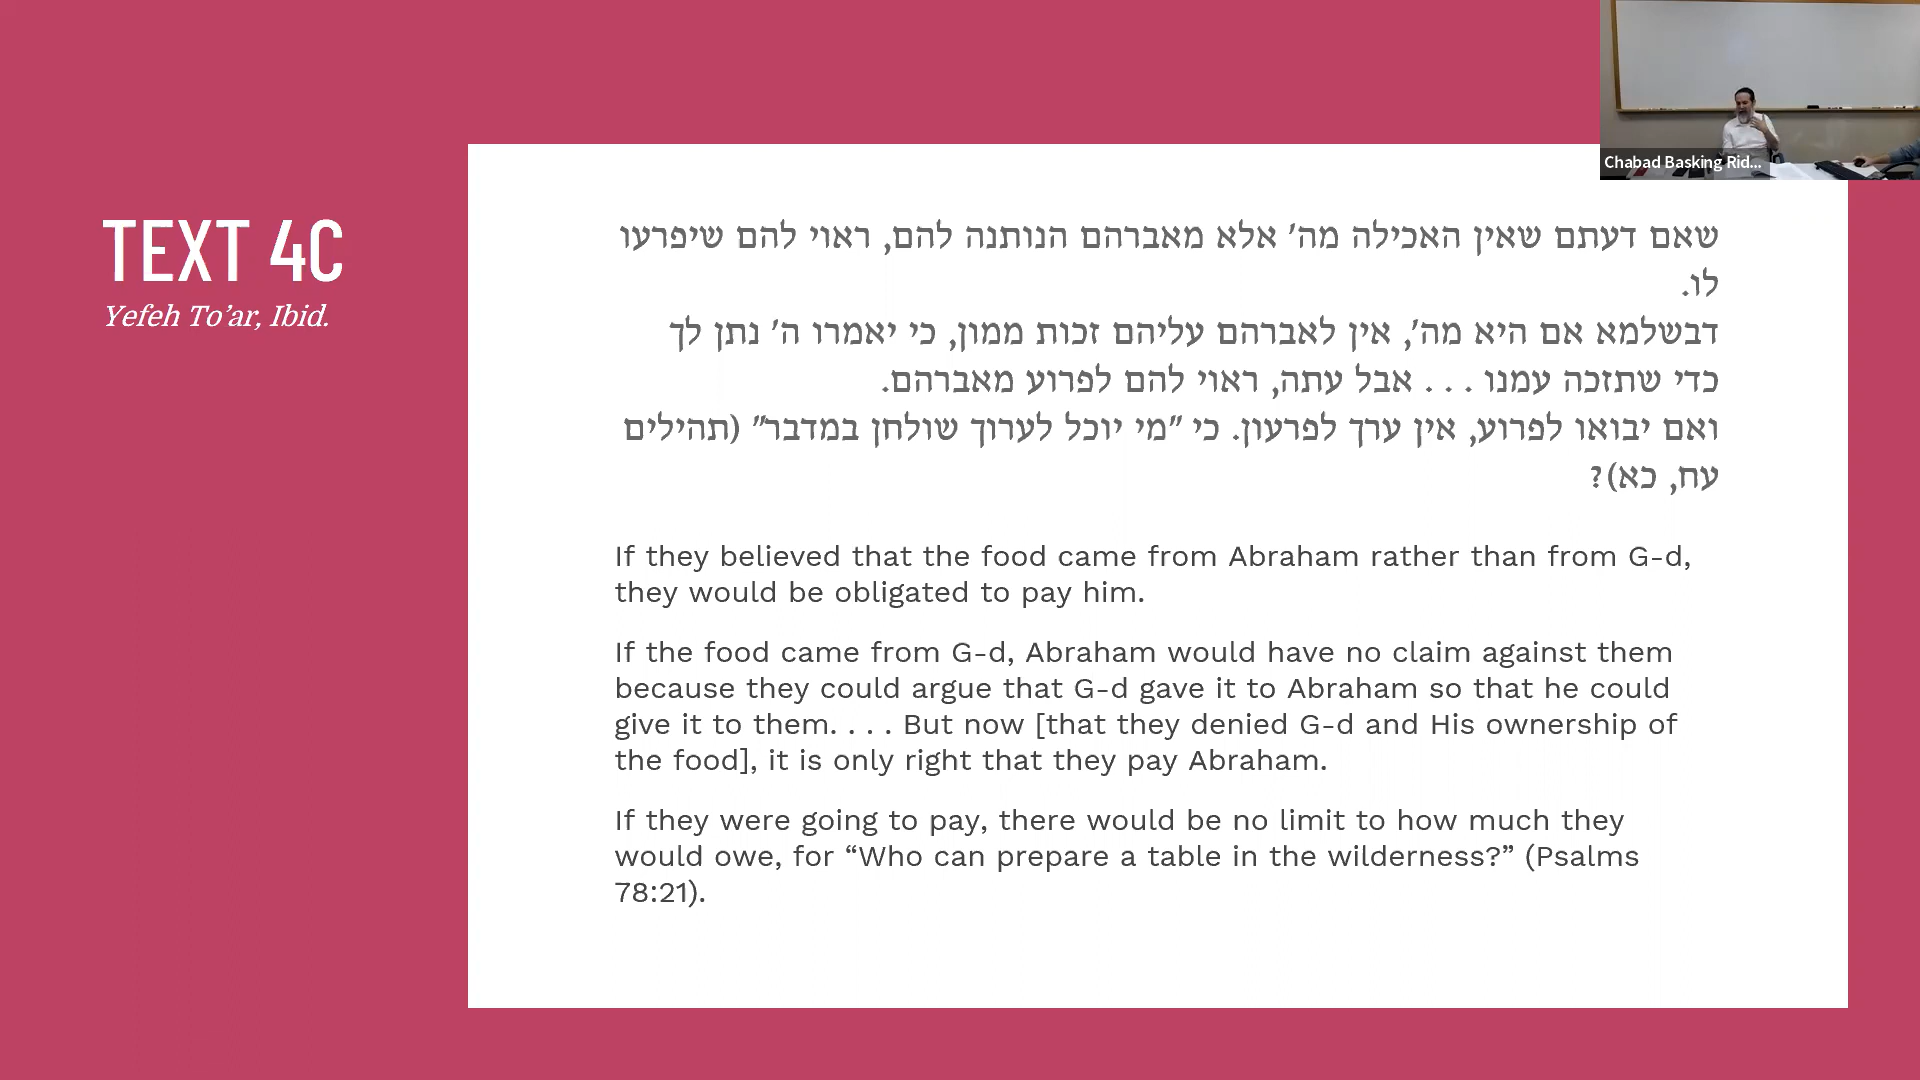 TEXT 4C
Yefeh To’ar, Ibid.
שאם דעתם שאין האכילה מה' אלא מאברהם הנותנה להם, ראוי להם שיפרעו
לו.
דבשלמא אם היא מה', אין לאברהם עליהם זכות ממון, כי יאמרו ה' נתן לך
כדי שתזכה עמנו . . . אבל עתה, ראוי להם לפרוע מאברהם.
ואם יבואו לפרוע, אין ערך לפרעון. כי "מי יוכל לערוך שולחן במדבר" (תהילים
עח, כא)?
If they believed that the food came from Abraham rather than from G-d,
they would be obligated to pay him.
If the food came from G-d, Abraham would have no claim against them
because they could argue that G-d gave it to Abraham so that he could
give it to them. . . . But now [that they denied G-d and His ownership of
the food], it is only right that they pay Abraham.
If they were going to pay, there would be no limit to how much they
would owe, for “Who can prepare a table in the wilderness?” (Psalms
78:21).
Chabad Basking Rid...